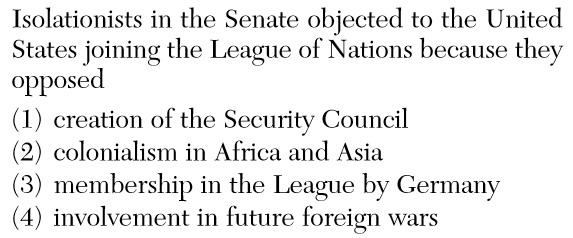 Isolationists in the Senate objected to the United
States joining the League of Nations because they
opposed
(1) creation of the Security Council
(2) colonialism in Africa and Asia
(3) membership in the League by Germany
(4) involvement in future foreign wars